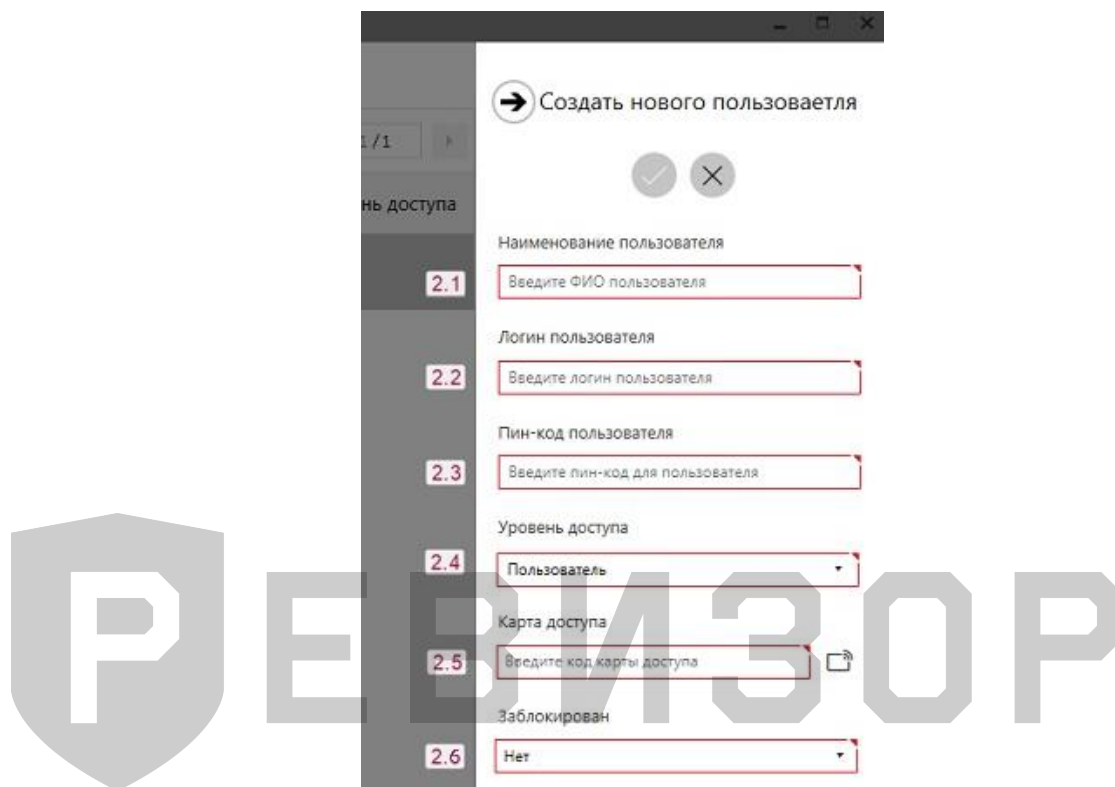 Создать нового пользоваетля
1 /1
нь доступа
Наименование пользователя
2.1 Введите ФИО пользователя
Логин пользователя
2.2 Введите логин пользователя
Пин-код пользователя
2.3 Введите пин-код для пользователя
Уровень доступа
2.4 Пользователь
Карта доступа
2.5 Введите код карты доступа
Заблокирован
2.6 Нет
РЕВИЗОР